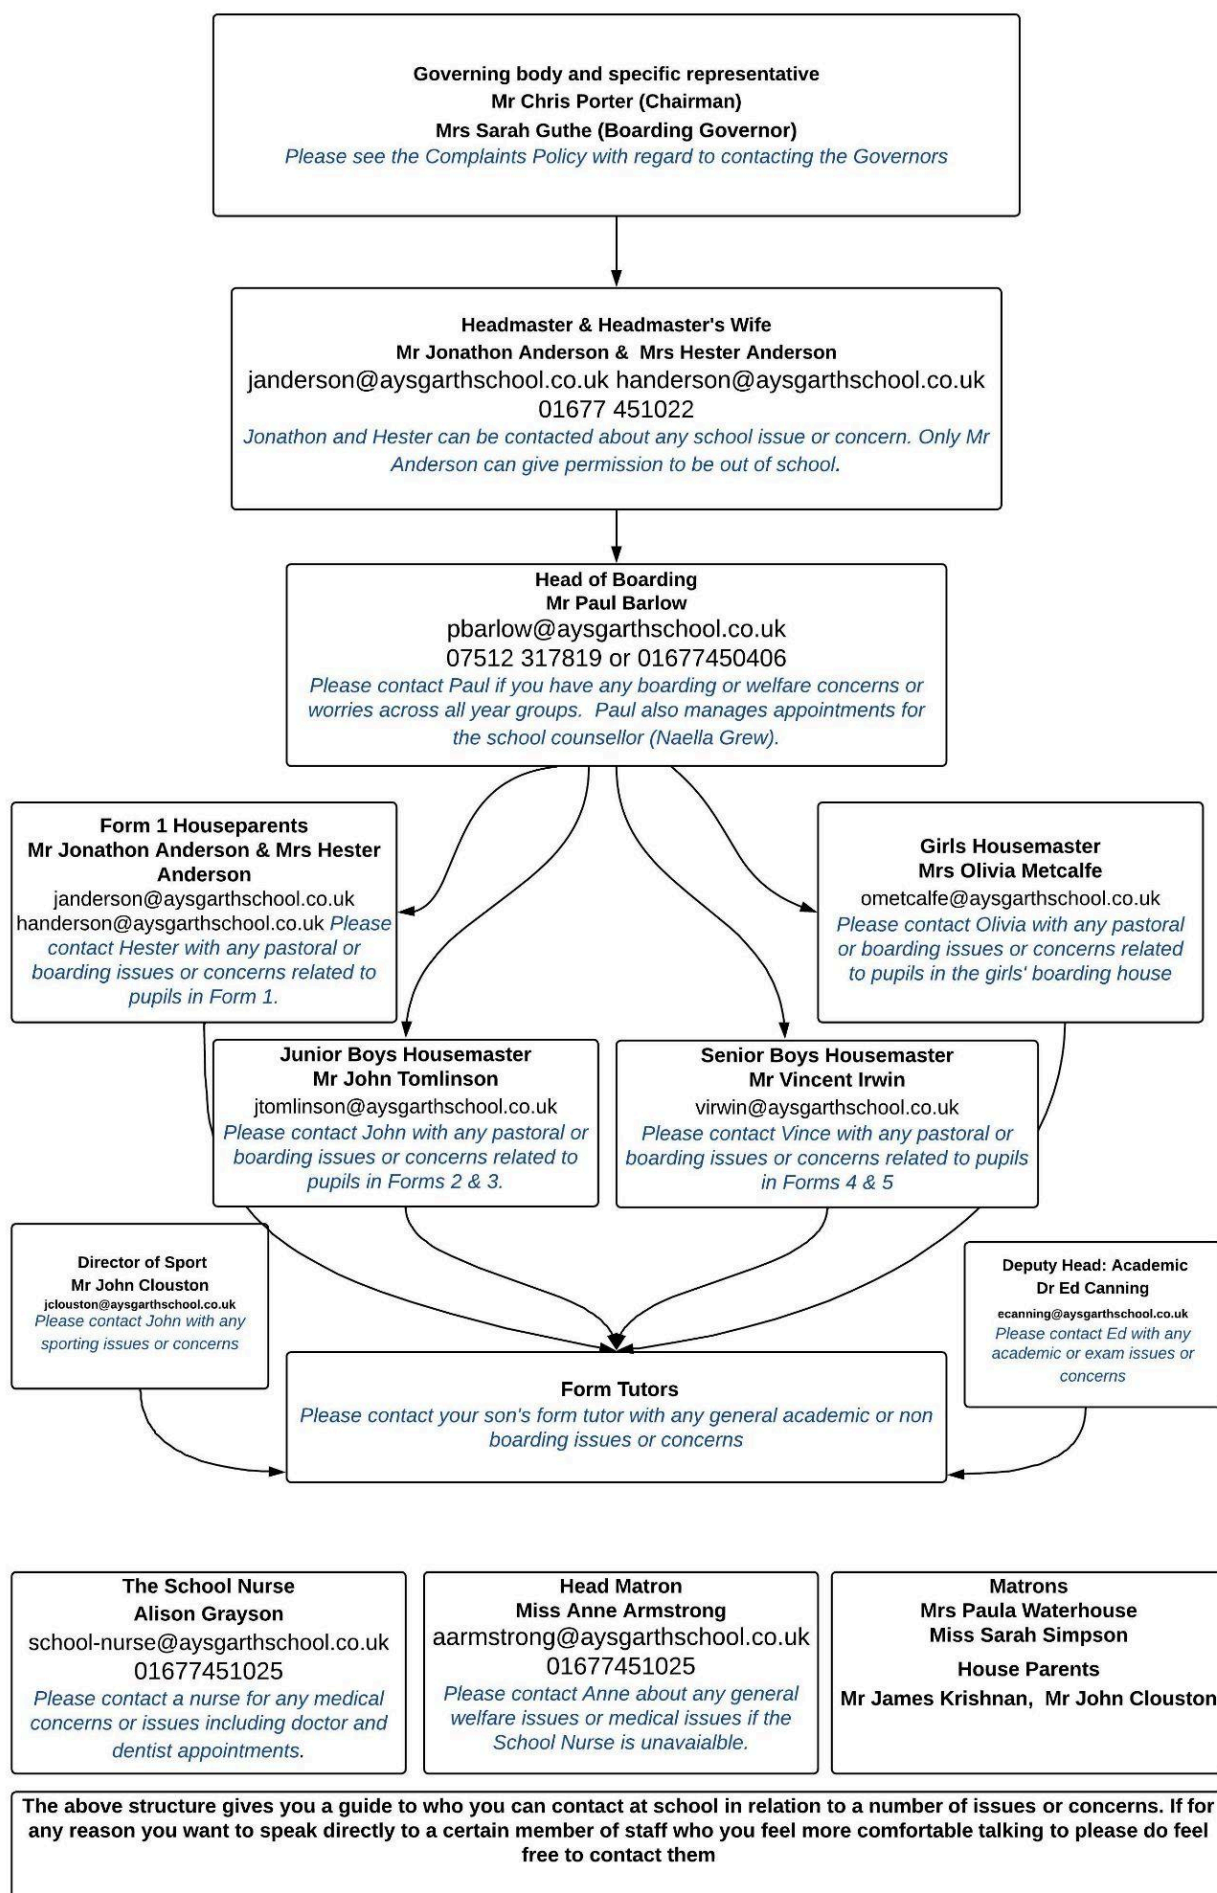 Governing body and specific representative
Mr Chris Porter (Chairman)
Mrs Sarah Guthe (Boarding Governor)
Please see the Complaints Policy with regard to contacting the Governors
Headmaster & Headmaster's Wife
Mr Jonathon Anderson & Mrs Hester Anderson
janderson@aysgarthschool.co.uk handerson@aysgarthschool.co.uk
01677 451022
Jonathon and Hester can be contacted about any school issue or concern. Only Mr
Anderson can give permission to be out of school.
Head of Boarding
Mr Paul Barlow
pbarlow@aysgarthschool.co.uk
07512 317819 or 01677450406
Please contact Paul if you have any boarding or welfare concerns or
worries across all year groups. Paul also manages appointments for
the school counsellor (Naella Grew).
Form 1 Houseparents
Mr Jonathon Anderson & Mrs Hester
Anderson
janderson@aysgarthschool.co.uk
handerson@aysgarthschool.co.uk Please
contact Hester with any pastoral or
boarding issues or concerns related to
pupils in Form 1.
Girls Housemaster
Mrs Olivia Metcalfe
ometcalfe@aysgarthschool.co.uk
Please contact Olivia with any pastoral
or boarding issues or concerns related
to pupils in the girls' boarding house
Junior Boys Housemaster
Mr John Tomlinson
jtomlinson@aysgarthschool.co.uk
Please contact John with any pastoral or
boarding issues or concerns related to
pupils in Forms 2 & 3.
Senior Boys Housemaster
Mr Vincent Irwin
virwin@aysgarthschool.co.uk
Please contact Vince with any pastoral or
boarding issues or concerns related to pupils
in Forms 4 & 5
Director of Sport
Mr John Clouston
jclouston@aysgarthschool.co.uk
Please contact John with any
sporting issues or concerns
Deputy Head: Academic
Dr Ed Canning
ecanning@aysgarthschool.co.uk
Please contact Ed with any
academic or exam issues or
concerns
Form Tutors
Please contact your son's form tutor with any general academic or non
boarding issues or concerns
The School Nurse
Alison Grayson
school-nurse@aysgarthschool.co.uk
01677451025
Please contact a nurse for any medical
concerns or issues including doctor and
dentist appointments.
Head Matron
Miss Anne Armstrong
aarmstrong@aysgarthschool.co.uk
01677451025
Please contact Anne about any general
welfare issues or medical issues if the
School Nurse is unavaialble.
Matrons
Mrs Paula Waterhouse
Miss Sarah Simpson
House Parents
Mr James Krishnan, Mr John Clouston
The above structure gives you a guide to who you can contact at school in relation to a number of issues or concerns. If for
any reason you want to speak directly to a certain member of staff who you feel more comfortable talking to please do feel
free to contact them